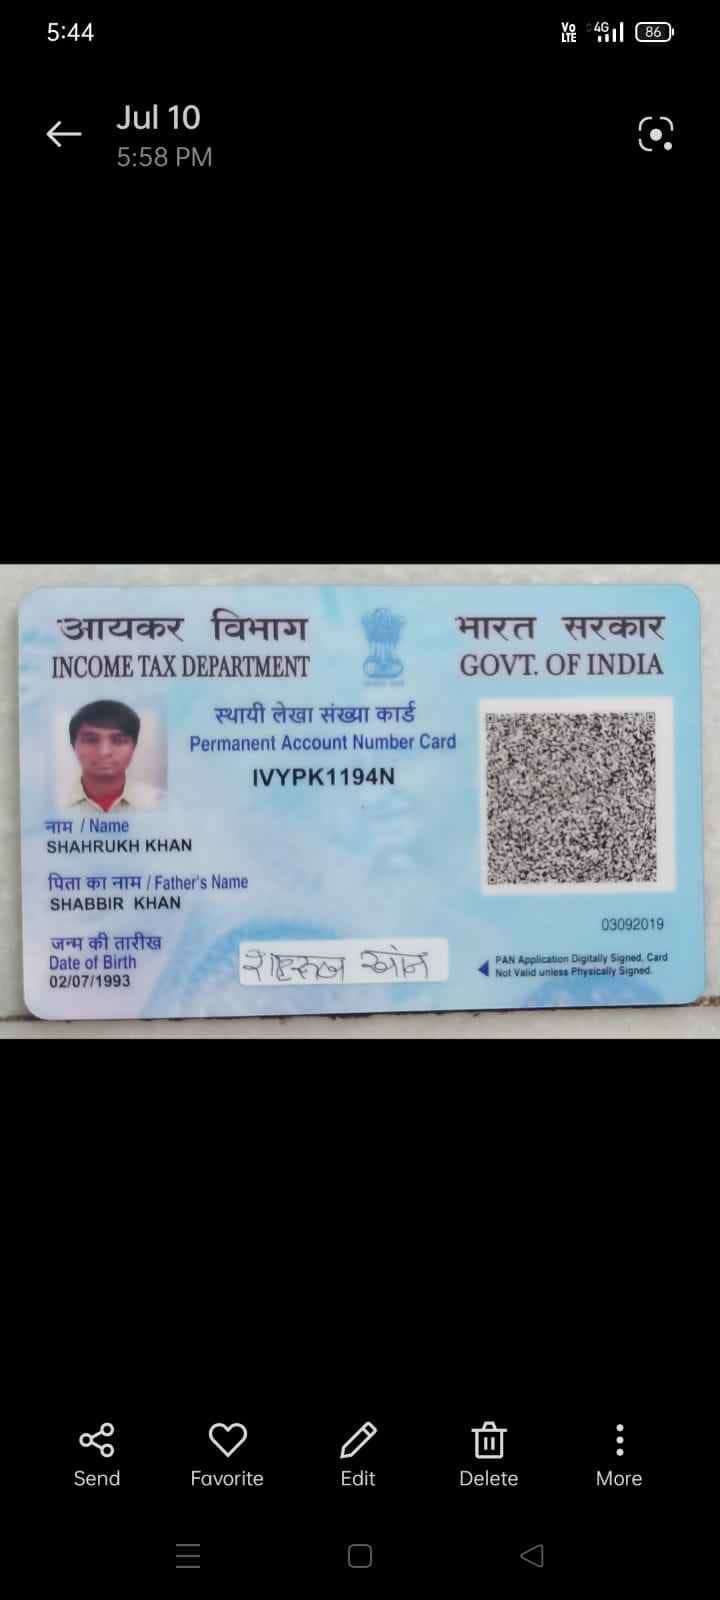 5:44
Vo LTE 4G 86
Jul 10
5:58 PM
आयकर विभाग
INCOME TAX DEPARTMENT
भारत सरकार
GOVT. OF INDIA
स्थायी लेखा संख्या कार्ड
Permanent Account Number Card
IVYPK1194N
नाम / Name
SHAHRUKH KHAN
पिता का नाम / Father's Name
SHABBIR KHAN
जन्म की तारीख
Date of Birth
02/07/1993
शाहरूख खांन
03092019
PAN Application Digitally Signed. Card
Not Valid unless Physically Signed.
Send
Favorite
Edit
Delete
More